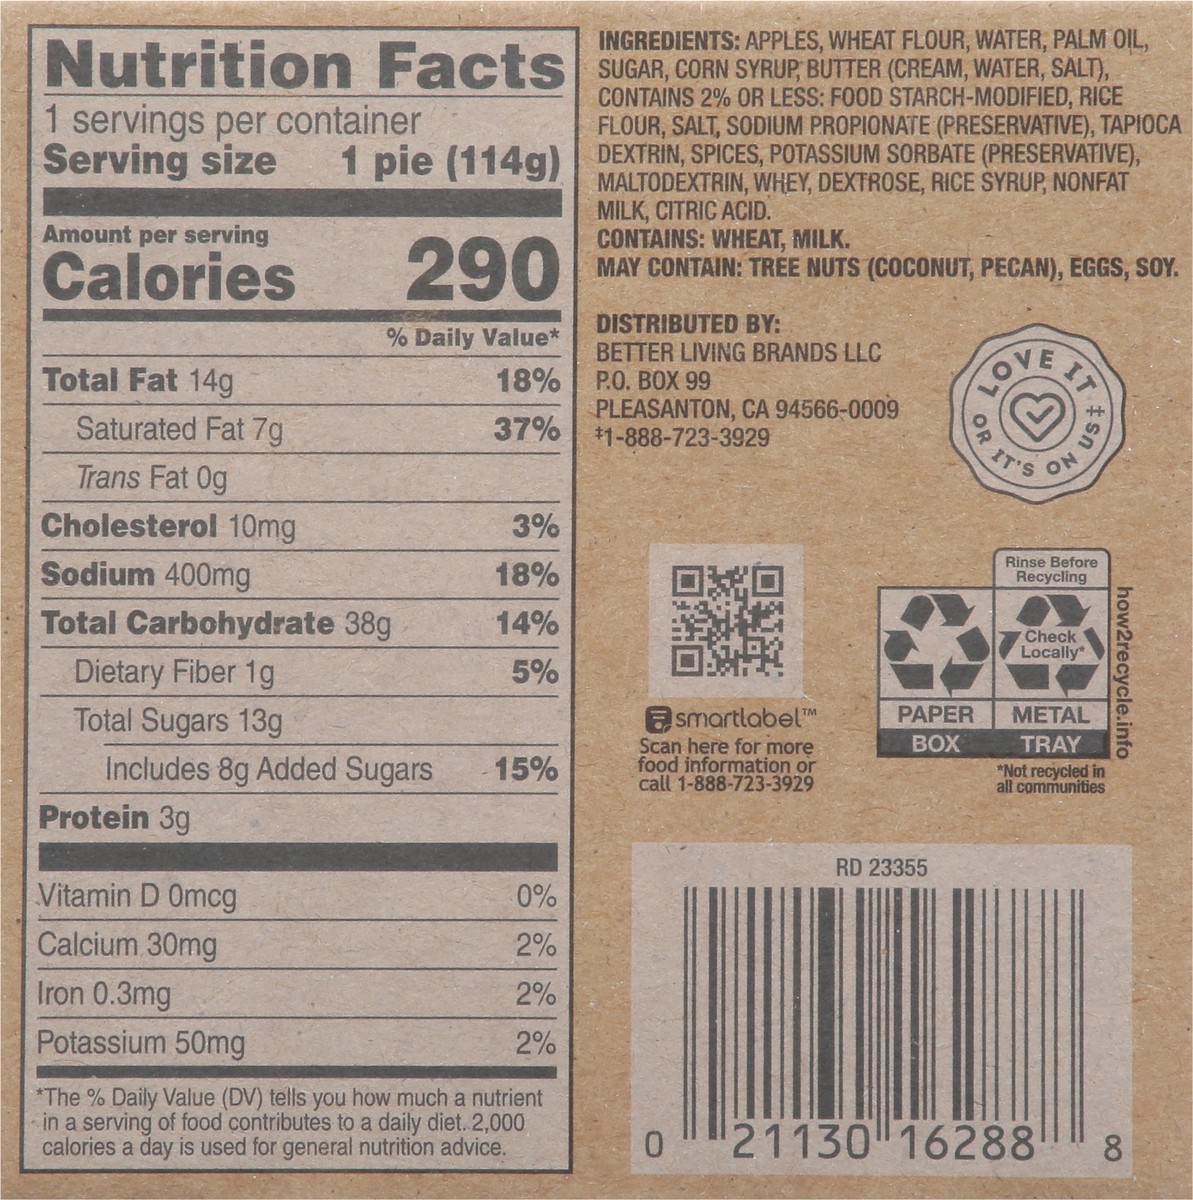 Nutrition Facts
1 servings per container
Serving size 1 pie (114g)
Amount per serving
Calories 290
% Daily Value*
Total Fat 14g 18%
Saturated Fat 7g 37%
Trans Fat 0g
Cholesterol 10mg 3%
Sodium 400mg 18%
Total Carbohydrate 38g 14%
Dietary Fiber 1g 5%
Total Sugars 13g
Includes 8g Added Sugars 15%
Protein 3g
Vitamin D 0mcg 0%
Calcium 30mg 2%
Iron 0.3mg 2%
Potassium 50mg 2%
*The % Daily Value (DV) tells you how much a nutrient
in a serving of food contributes to a daily diet. 2,000
calories a day is used for general nutrition advice.
INGREDIENTS: APPLES, WHEAT FLOUR, WATER, PALM OIL,
SUGAR, CORN SYRUP, BUTTER (CREAM, WATER, SALT),
CONTAINS 2% OR LESS: FOOD STARCH-MODIFIED, RICE
FLOUR, SALT, SODIUM PROPIONATE (PRESERVATIVE), TAPIOCA
DEXTRIN, SPICES, POTASSIUM SORBATE (PRESERVATIVE),
MALTODEXTRIN, WHEY, DEXTROSE, RICE SYRUP, NONFAT
MILK, CITRIC ACID.
CONTAINS: WHEAT, MILK.
MAY CONTAIN: TREE NUTS (COCONUT, PECAN), EGGS, SOY.
DISTRIBUTED BY:
BETTER LIVING BRANDS LLC
P.O. BOX 99
PLEASANTON, CA 94566-0009
‡1-888-723-3929
LOVE IT
OR IT'S ON US‡
smartlabel™
Scan here for more
food information or
call 1-888-723-3929
Rinse Before
Recycling
Check
Locally*
PAPER METAL
BOX TRAY
*Not recycled in
all communities
how2recycle.info
RD 23355
0 21130 16288 8